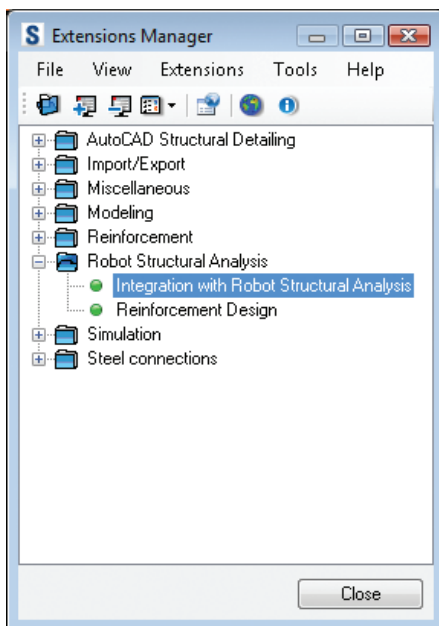 S Extensions Manager
File View Extensions Tools Help
AutoCAD Structural Detailing
Import/Export
Miscellaneous
Modeling
Reinforcement
Robot Structural Analysis
Integration with Robot Structural Analysis
Reinforcement Design
Simulation
Steel connections
Close